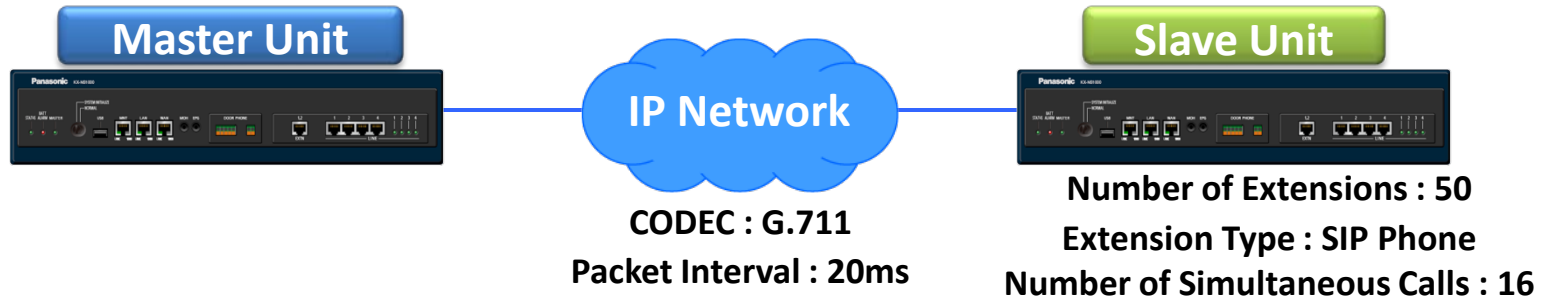 Master Unit
Slave Unit
Panasonic
Panasonic
IP Network
CODEC : G.711
Packet Interval : 20ms
Number of Extensions : 50
Extension Type : SIP Phone
Number of Simultaneous Calls : 16